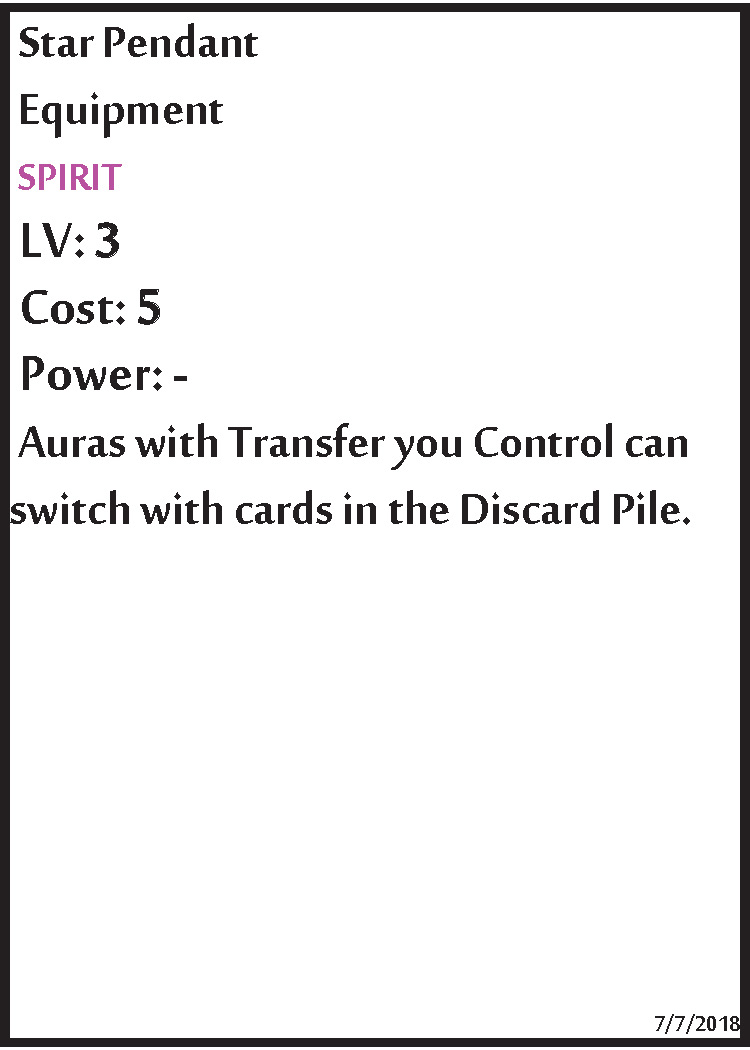 Star Pendant
Equipment
SPIRIT
LV: 3
Cost: 5
Power: -
Auras with Transfer you Control can
switch with cards in the Discard Pile.
7/7/2018